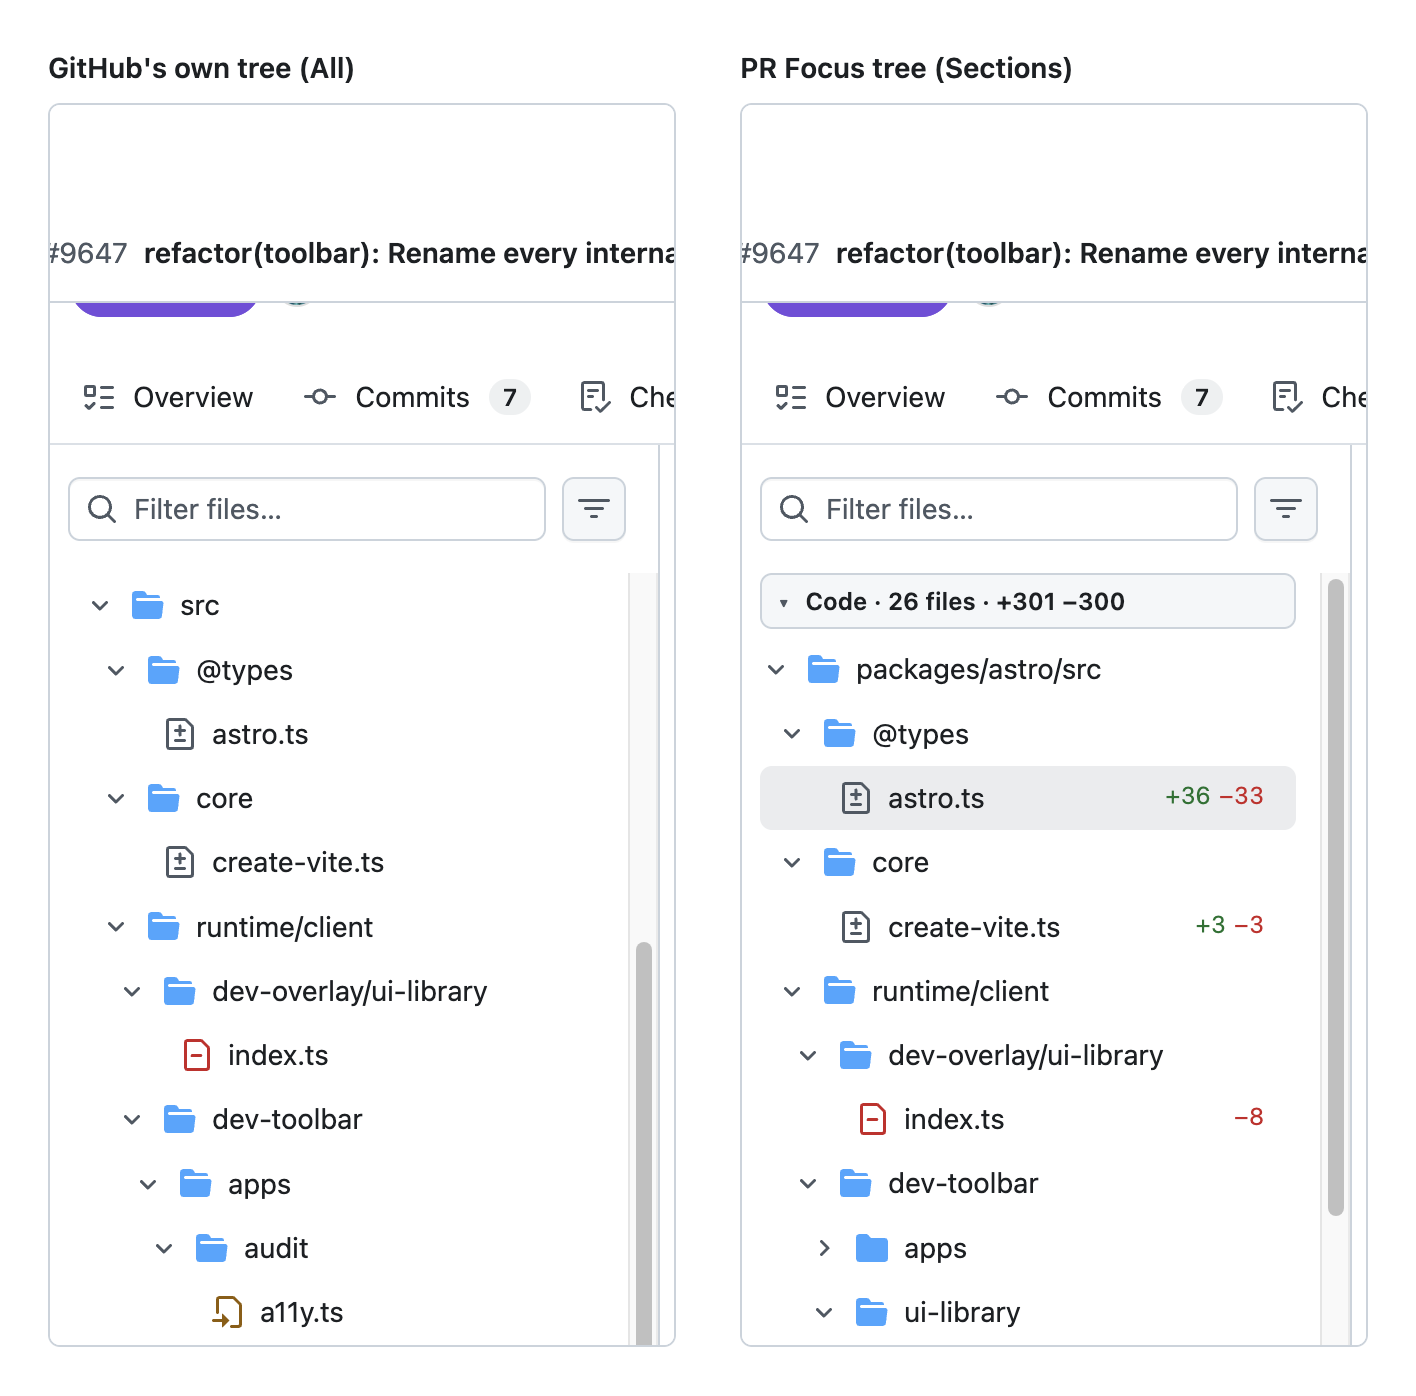 GitHub's own tree (All)
#9647 refactor(toolbar): Rename every interna
Overview
Commits 7
Che
Filter files...
src
@types
astro.ts
core
create-vite.ts
runtime/client
dev-overlay/ui-library
index.ts
dev-toolbar
apps
audit
a11y.ts
PR Focus tree (Sections)
#9647 refactor(toolbar): Rename every interna
Overview
Commits 7
Che
Filter files...
Code · 26 files · +301 −300
packages/astro/src
@types
astro.ts +36 −33
core
create-vite.ts +3 −3
runtime/client
dev-overlay/ui-library
index.ts −8
dev-toolbar
apps
ui-library